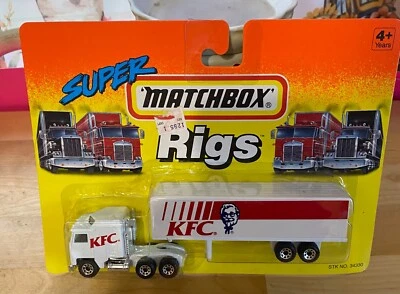 4+
Years
SUPER
MATCHBOX®
Rigs
KFC
KFC